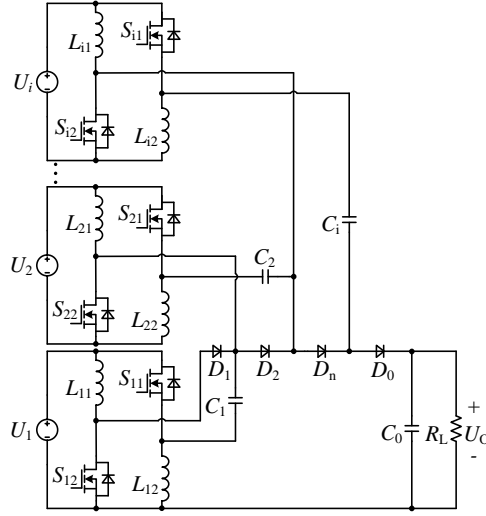 L_i1 S_i1
U_i
S_i2 L_i2
L_21 S_21 C_i
U_2 C_2
S_22 L_22
D_1 D_2 D_n D_0
L_11 S_11
C_1
U_1 C_0 R_L + U_O -
S_12 L_12